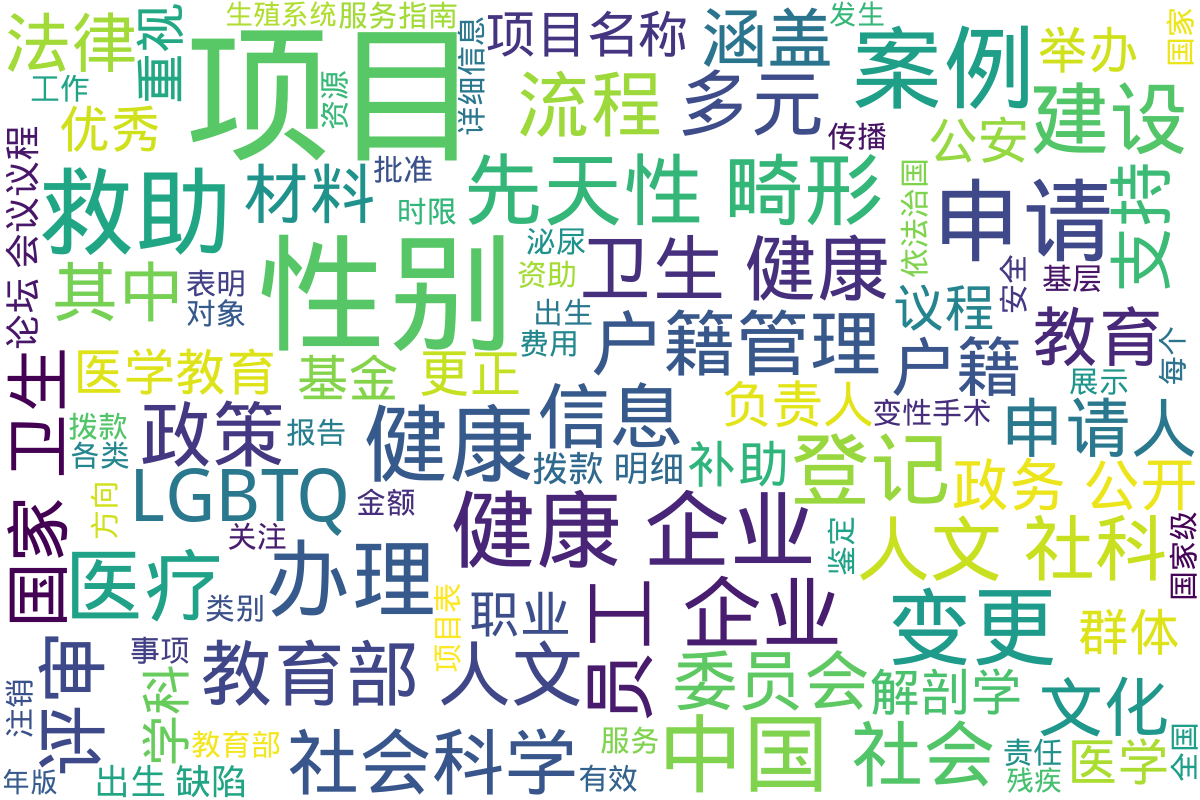 生殖系统服务指南
法律
重视
项目
资源
详细信息
项目名称
涵盖
发生
国家
工作
优秀
流程
多元
案例
举办
建设
传播
公安
论坛 会议议程
救助
材料
批准
时限
先天性 畸形
申请
支持
依法治国
其中
表明
对象
性别
泌尿
资助
出生
费用
卫生 健康
户籍管理
议程
安全
基层
教育
每个
户籍
展示
国家 卫生
医学教育
基金
更正
拨款
各类
政策
报告
健康
信息
负责人
变性手术
申请人
拨款 明细
补助
登记
政务 公开
方向
LGBTQ
金额
关注
健康 企业
鉴定
人文 社科
国家级
医疗
类别
办理
项目表
职业
员工 企业
变更
群体
评审
事项
教育部 人文
委员会
解剖学
文化
注销
学科
教育部
社会科学
有效
服务
中国 社会
责任
残疾
医学
全国
年版
出生 缺陷